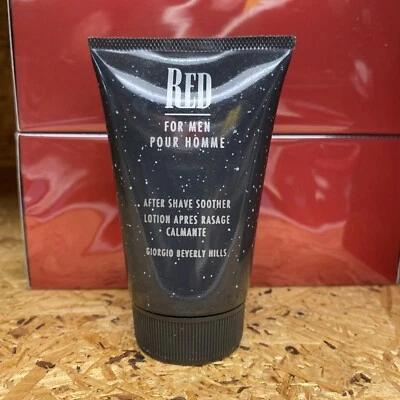 RED
FOR MEN
POUR HOMME
AFTER SHAVE SOOTHER
LOTION APRES RASAGE
CALMANTE
GIORGIO BEVERLY HILLS